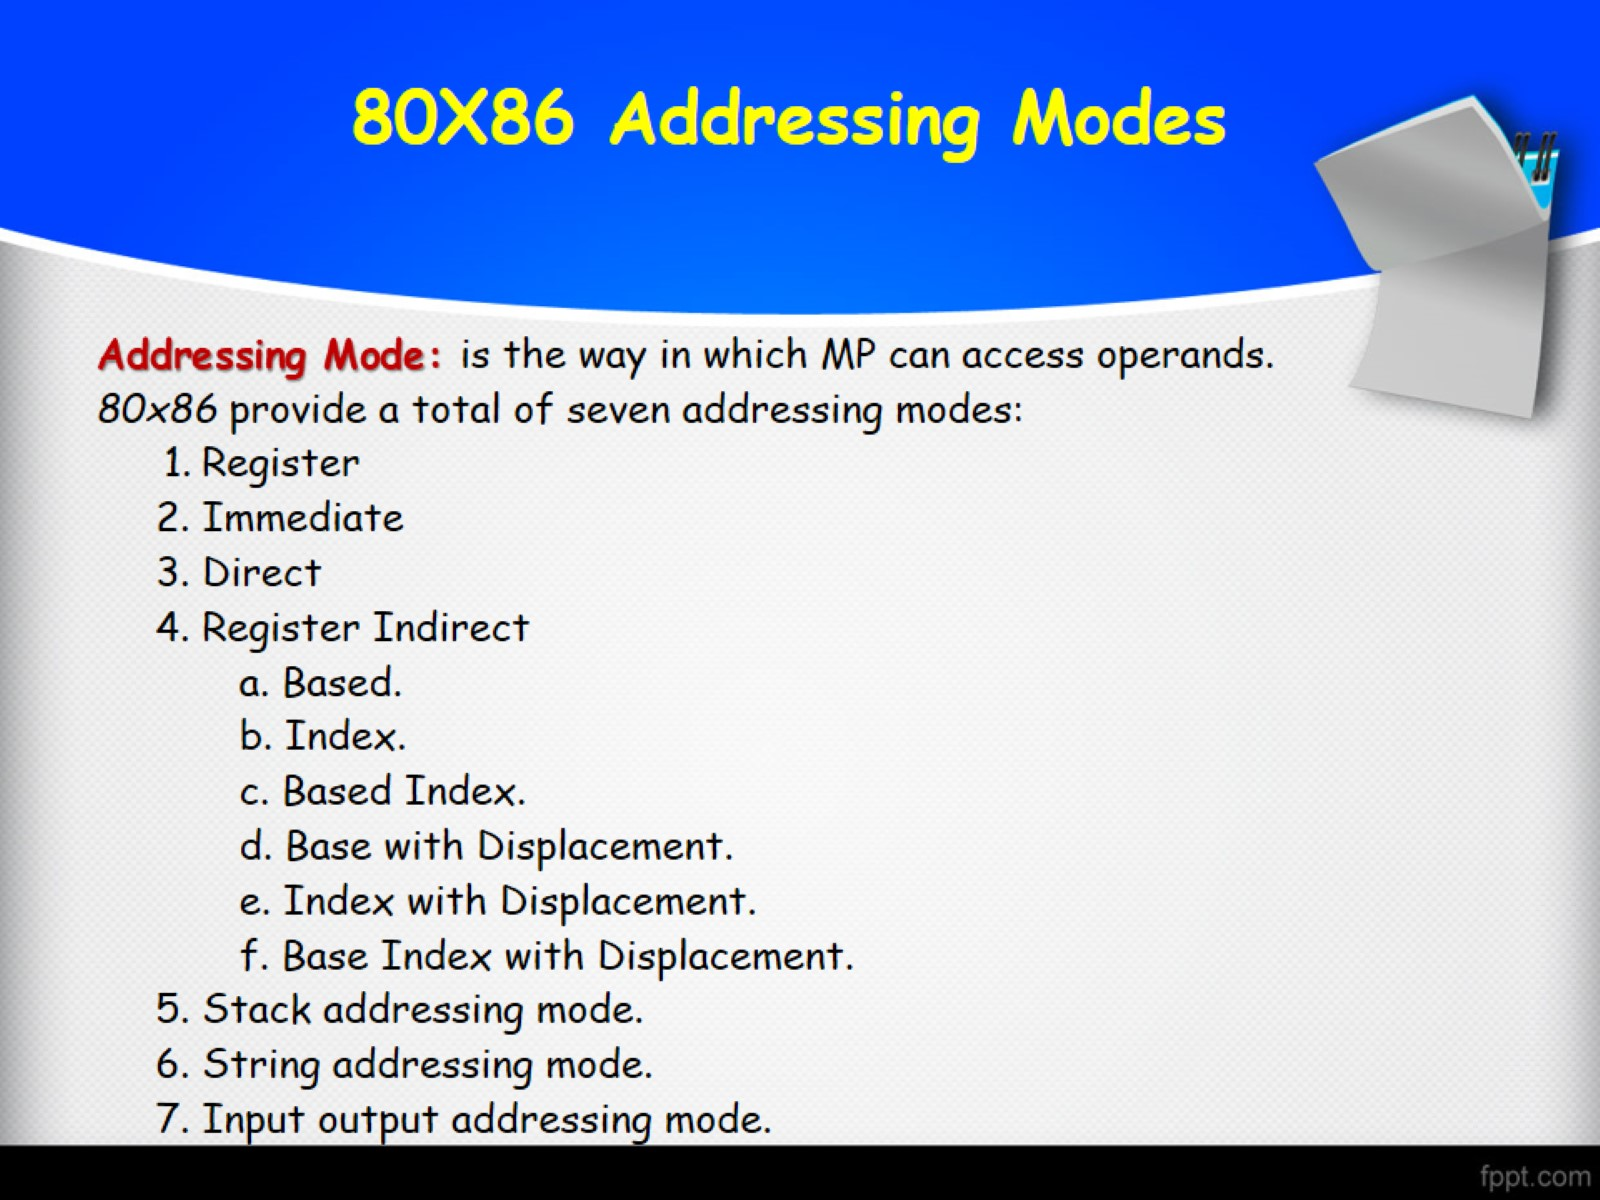 80X86 Addressing Modes
Addressing Mode: is the way in which MP can access operands.
80x86 provide a total of seven addressing modes:
1. Register
2. Immediate
3. Direct
4. Register Indirect
a. Based.
b. Index.
c. Based Index.
d. Base with Displacement.
e. Index with Displacement.
f. Base Index with Displacement.
5. Stack addressing mode.
6. String addressing mode.
7. Input output addressing mode.
fppt.com